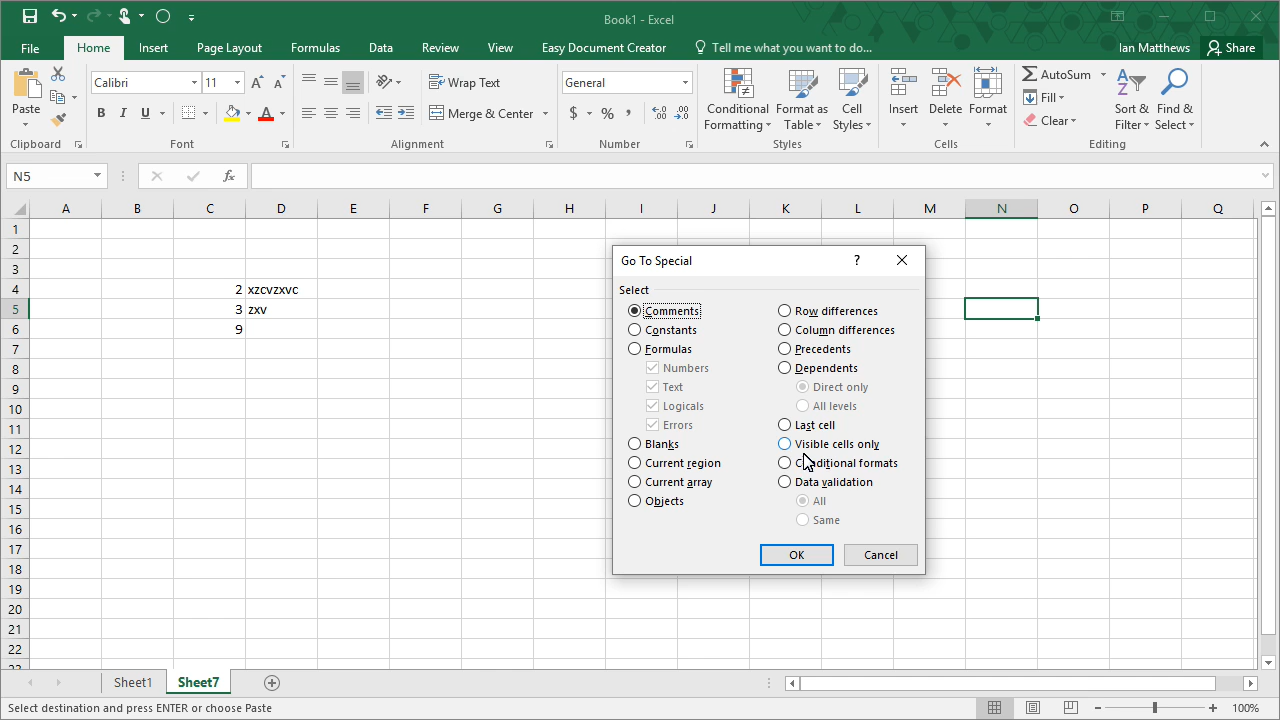 Book1 - Excel
File Home Insert Page Layout Formulas Data Review View Easy Document Creator Tell me what you want to do... Ian Matthews Share
Paste
Clipboard
Calibri 11
B I U
A A
A
Font
Wrap Text
Merge & Center
Alignment
General
$ % ,
Number
Conditional Formatting
Format as Table
Cell Styles
Styles
Insert Delete Format
Cells
AutoSum
Fill
Clear
Sort & Filter
Find & Select
Editing
N5 fx
A B C D E F G H I J K L M N O P Q
1
2
3
4 2 xzcvzxvc
5 3 zxv
6 9
7
8
9
10
11
12
13
14
15
16
17
18
19
20
21
22
23
Go To Special ?
Select
Comments
Constants
Formulas
Numbers
Text
Logicals
Errors
Blanks
Current region
Current array
Objects
Row differences
Column differences
Precedents
Dependents
Direct only
All levels
Last cell
Visible cells only
Conditional formats
Data validation
All
Same
OK Cancel
Sheet1 Sheet7
Select destination and press ENTER or choose Paste 100%